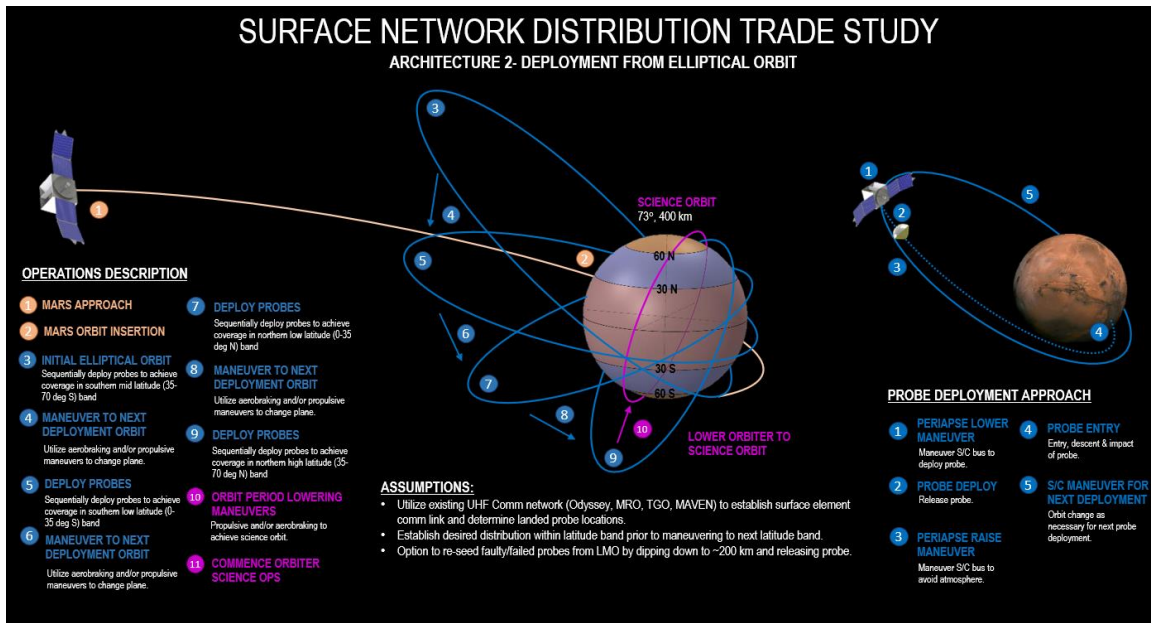 SURFACE NETWORK DISTRIBUTION TRADE STUDY
ARCHITECTURE 2- DEPLOYMENT FROM ELLIPTICAL ORBIT
1
2
3
4
5
6
7
8
9
10
SCIENCE ORBIT
73º, 400 km
60 N
30 N
30 S
60 S
LOWER ORBITER TO
SCIENCE ORBIT
1
2
3
4
5
OPERATIONS DESCRIPTION
1 MARS APPROACH
2 MARS ORBIT INSERTION
3 INITIAL ELLIPTICAL ORBIT
Sequentially deploy probes to achieve
coverage in southern mid latitude (35-
70 deg S) band
4 MANEUVER TO NEXT
DEPLOYMENT ORBIT
Utilize aerobraking and/or propulsive
maneuvers to change plane.
5 DEPLOY PROBES
Sequentially deploy probes to achieve
coverage in southern low latitude (0-
35 deg S) band
6 MANEUVER TO NEXT
DEPLOYMENT ORBIT
Utilize aerobraking and/or propulsive
maneuvers to change plane.
7 DEPLOY PROBES
Sequentially deploy probes to achieve
coverage in northern low latitude (0-35
deg N) band
8 MANEUVER TO NEXT
DEPLOYMENT ORBIT
Utilize aerobraking and/or propulsive
maneuvers to change plane.
9 DEPLOY PROBES
Sequentially deploy probes to achieve
coverage in northern high latitude (35-
70 deg N) band
10 ORBIT PERIOD LOWERING
MANEUVERS
Propulsive and/or aerobraking to
achieve science orbit.
11 COMMENCE ORBITER
SCIENCE OPS
ASSUMPTIONS:
• Utilize existing UHF Comm network (Odyssey, MRO, TGO, MAVEN) to establish surface element
comm link and determine landed probe locations.
• Establish desired distribution within latitude band prior to maneuvering to next latitude band.
• Option to re-seed faulty/failed probes from LMO by dipping down to ~200 km and releasing probe.
PROBE DEPLOYMENT APPROACH
1 PERIAPSE LOWER
MANEUVER
Maneuver S/C bus to
deploy probe.
2 PROBE DEPLOY
Release probe.
3 PERIAPSE RAISE
MANEUVER
Maneuver S/C bus to
avoid atmosphere.
4 PROBE ENTRY
Entry, descent & impact
of probe.
5 S/C MANEUVER FOR
NEXT DEPLOYMENT
Orbit change as
necessary for next probe
deployment.